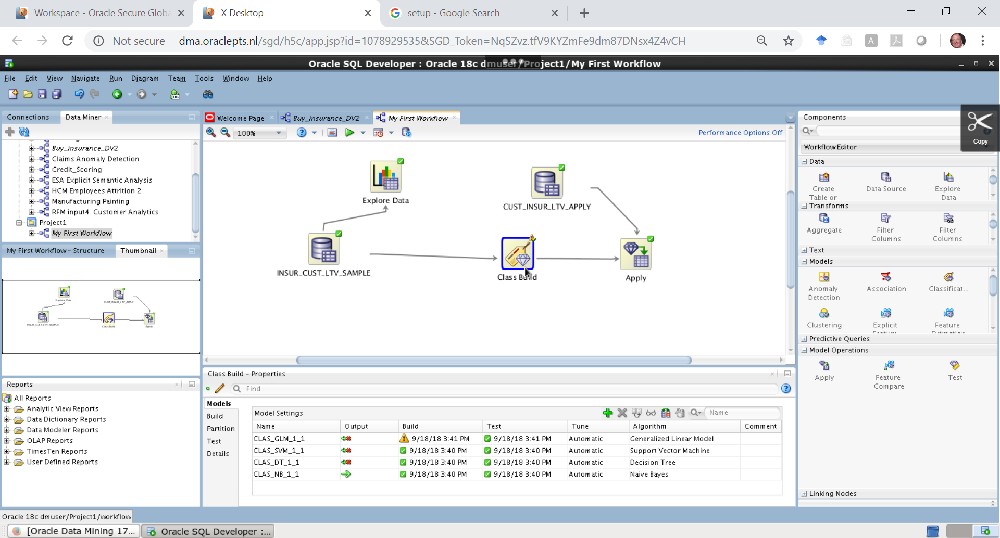 Workspace - Oracle Secure Globa
X Desktop
setup - Google Search
Not secure
dma.oraclepts.nl/sgd/h5c/app.jsp?id=1078929535&SGD_Token=NqSZvz.tfV9KYZmFe9dm87DNsx4Z4vCH
Oracle SQL Developer : Oracle 18c dmuser/Project1/My First Workflow
File Edit View Navigate Run Diagram Team Tools Window Help
Connections
Data Miner
Buy_Insurance_DV2
Claims Anomaly Detection
Credit_Scoring
ESA Explicit Semantic Analysis
HCM Employees Attrition 2
Manufacturing Painting
RFM input4 Customer Analytics
Project1
My First Workflow
My First Workflow - Structure
Thumbnail
Explore Data
CUST_INSUR_LTV_APPLY
INSUR_CUST_LTV_SAMPLE
Class Build
Apply
Reports
All Reports
Analytic View Reports
Data Dictionary Reports
Data Modeler Reports
OLAP Reports
TimesTen Reports
User Defined Reports
Welcome Page
Buy_Insurance_DV2
My First Workflow
100%
Performance Options Off
Explore Data
CUST_INSUR_LTV_APPLY
INSUR_CUST_LTV_SAMPLE
Class Build
Apply
Class Build - Properties
Find
Models
Build
Partition
Test
Details
Model Settings
Name
Name Output Build Test Tune Algorithm Comment
CLAS_GLM_1_1 9/18/18 3:41 PM 9/18/18 3:41 PM Automatic Generalized Linear Model
CLAS_SVM_1_1 9/18/18 3:40 PM 9/18/18 3:40 PM Automatic Support Vector Machine
CLAS_DT_1_1 9/18/18 3:40 PM 9/18/18 3:40 PM Automatic Decision Tree
CLAS_NB_1_1 9/18/18 3:40 PM 9/18/18 3:40 PM Automatic Naive Bayes
Components
Copy
Workflow Editor
Data
Create
Table or
Data Source
Explore
Data
Transforms
Aggregate
Filter
Columns
Filter
Columns
Text
Models
Anomaly
Detection
Association
Classificat...
Clustering
Explicit
Feature
Predictive Queries
Model Operations
Apply
Feature
Compare
Test
Linking Nodes
Oracle 18c dmuser/Project1/workflow
[Oracle Data Mining 17...
Oracle SQL Developer :...